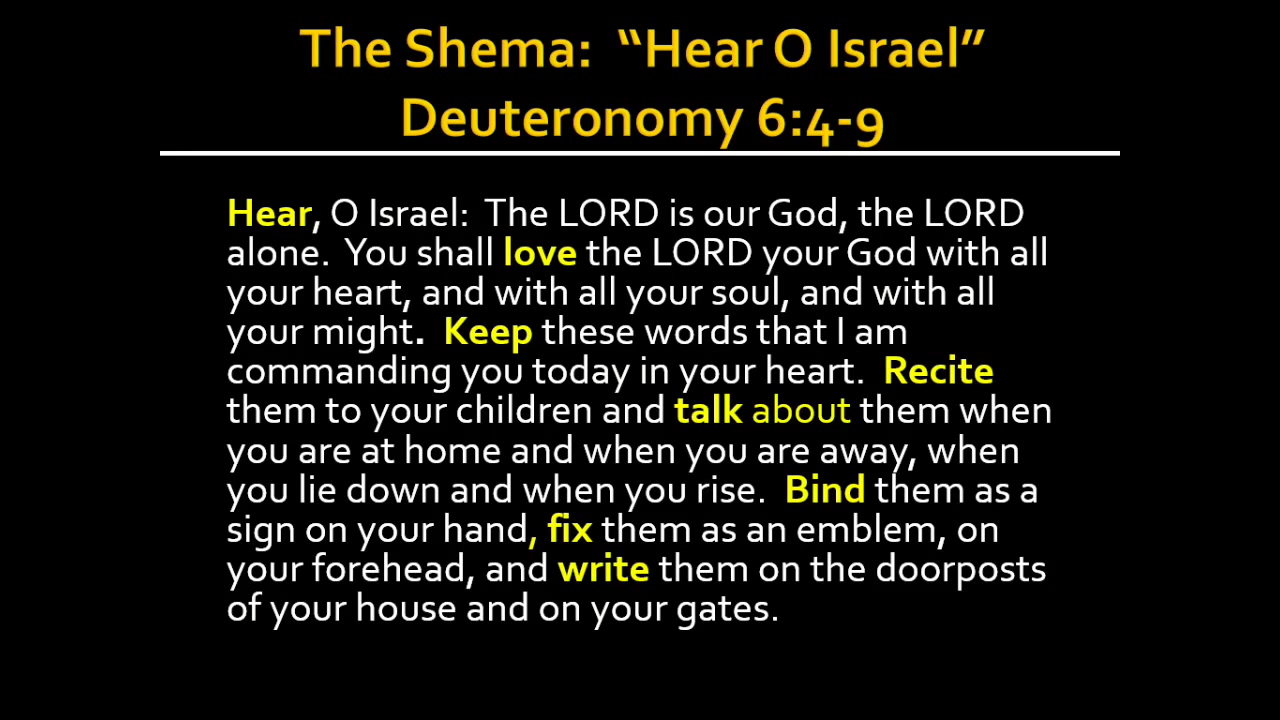 The Shema:  “Hear O Israel”
Deuteronomy 6:4-9
Hear, O Israel:  The LORD is our God, the LORD
alone.  You shall love the LORD your God with all
your heart, and with all your soul, and with all
your might.  Keep these words that I am
commanding you today in your heart.  Recite
them to your children and talk about them when
you are at home and when you are away, when
you lie down and when you rise.  Bind them as a
sign on your hand, fix them as an emblem, on
your forehead, and write them on the doorposts
of your house and on your gates.